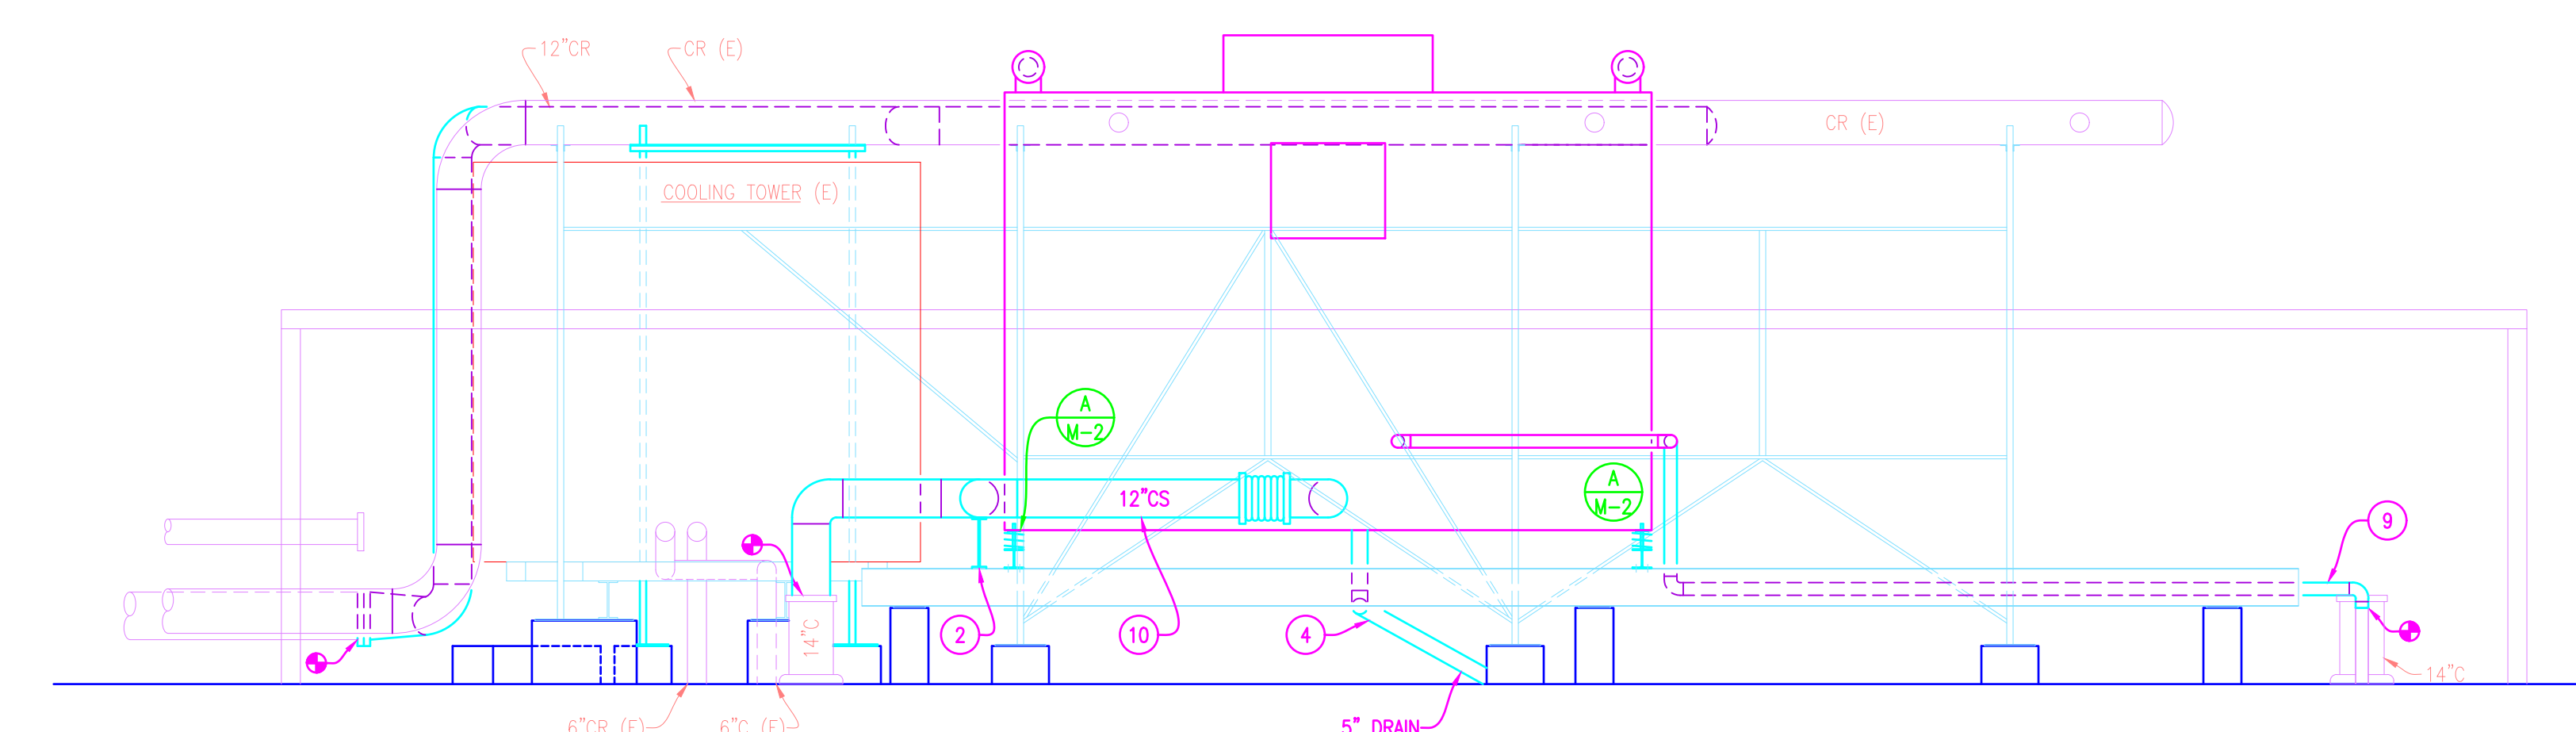 12"CR
CR (E)
CR (E)
COOLING TOWER (E)
A
M-2
12"CS
A
M-2
9
2
10
4
14"C
14"C
6"CR (E)
6"C (E)
5" DRAIN